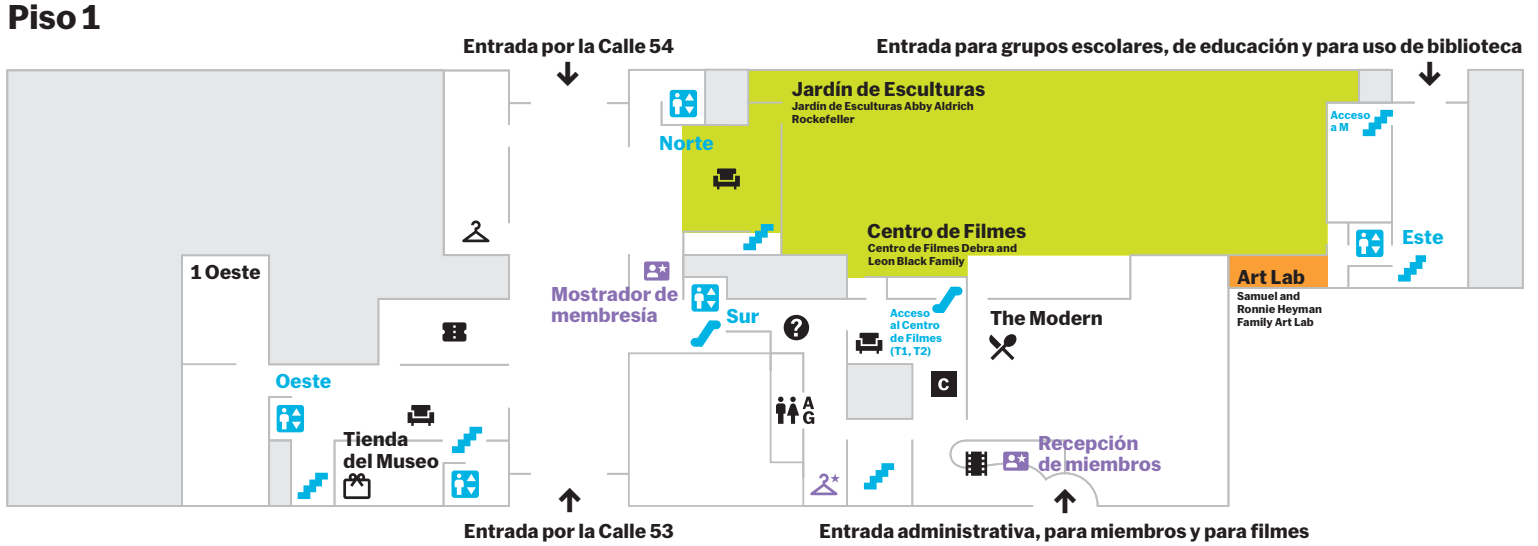 Piso 1
Entrada por la Calle 54
Entrada para grupos escolares, de educación y para uso de biblioteca
Jardín de Esculturas
Jardín de Esculturas Abby Aldrich
Rockefeller
Acceso
a M
Norte
Centro de Filmes
Centro de Filmes Debra and
Leon Black Family
Este
1 Oeste
Art Lab
Samuel and
Ronnie Heyman
Family Art Lab
Mostrador de
membresía
Sur
?
Acceso
al Centro
de Filmes
(T1, T2)
The Modern
Oeste
C
A
G
Tienda
del Museo
Recepción
de miembros
Entrada por la Calle 53
Entrada administrativa, para miembros y para filmes